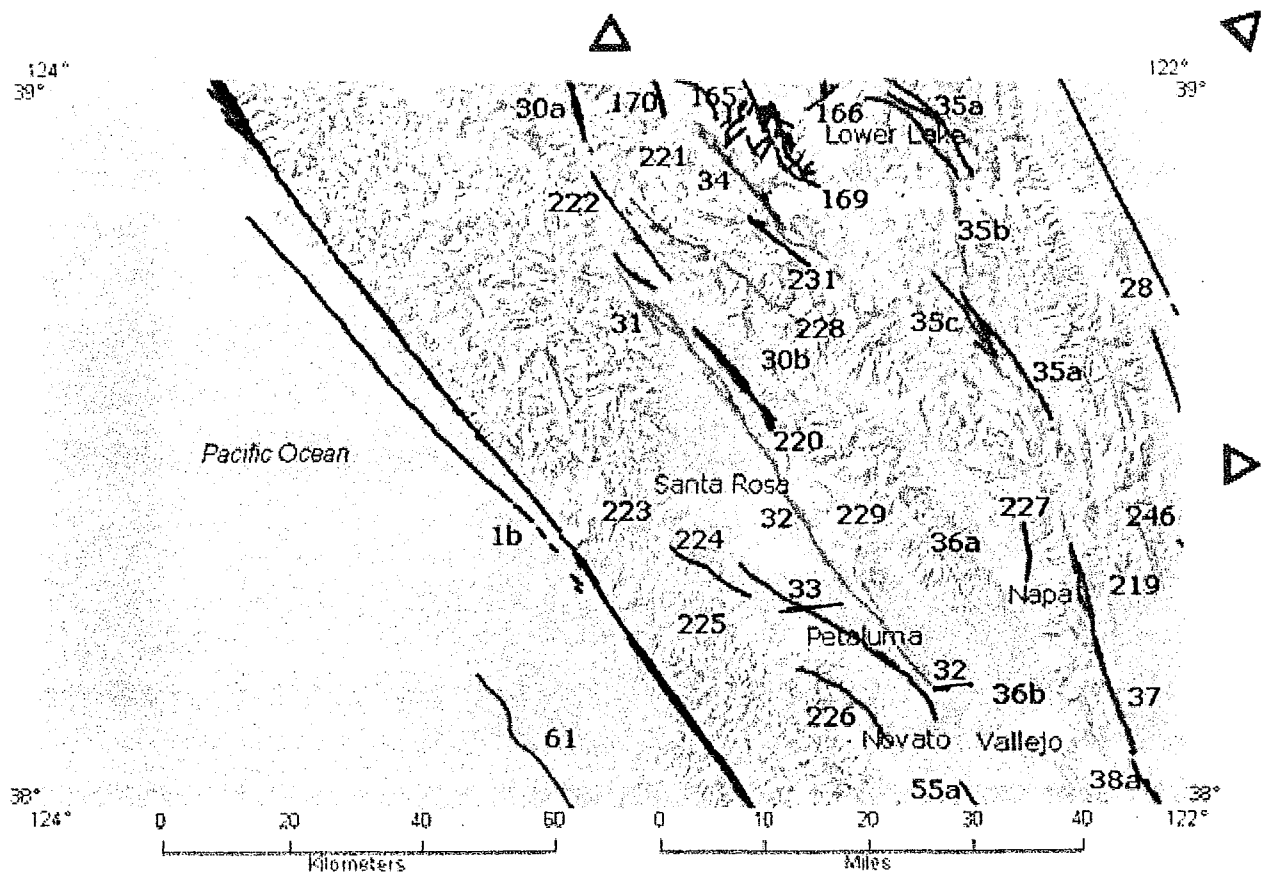 124° 122°
39° 39°
30a 170 165 166 35a
Lower Lake
221 34
222 169
35b
231 28
31 228 35c
30b
35a
220
Pacific Ocean
Santa Rosa
223 32 229 227 246
1b 224 36a
33 Napa 219
225 Petaluma
32 36b 37
226
61 Novato Vallejo
55a 38a
38° 38°
124° 0 20 40 60 0 10 20 30 40 122°
Kilometers Miles